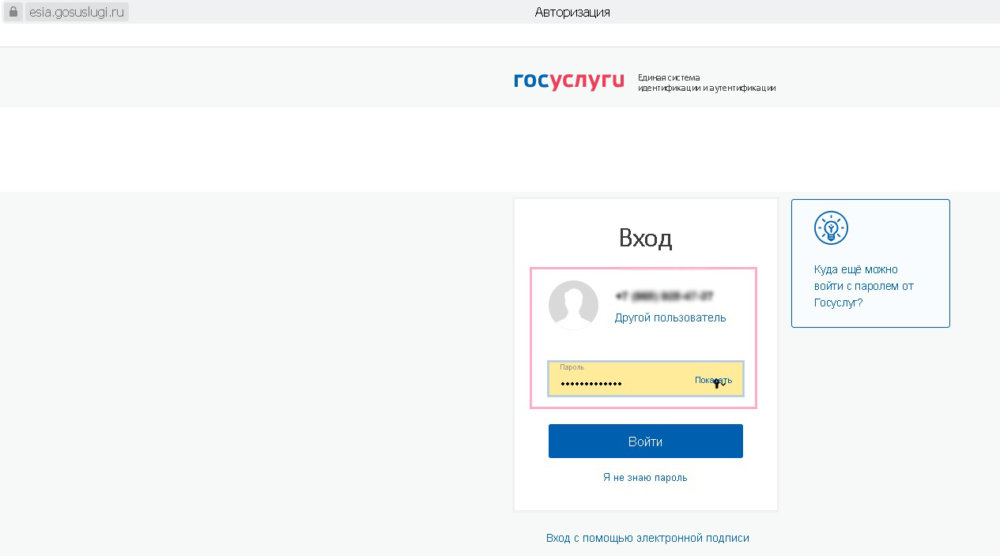 esia.gosuslugi.ru
Авторизация
госуслуги
Единая система
идентификации и аутентификации
Вход
Другой пользователь
Пароль
Показать
Войти
Я не знаю пароль
Вход с помощью электронной подписи
Куда ещё можно
войти с паролем от
Госуслуг?